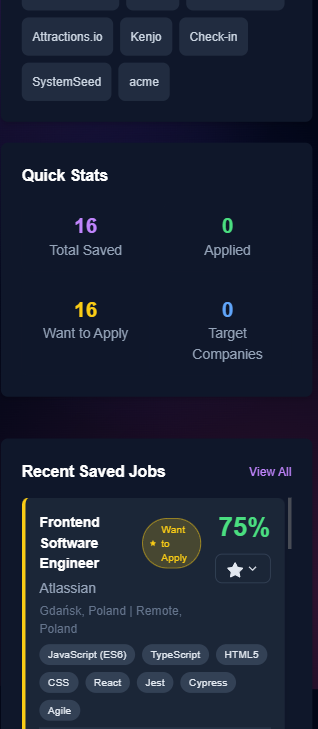 Attractions.io Kenjo Check-in
SystemSeed acme
Quick Stats
16 0
Total Saved Applied
16 0
Want to Apply Target
Companies
Recent Saved Jobs View All
Frontend
Software
Engineer
★ Want
to
Apply
75%
Atlassian
Gdańsk, Poland | Remote,
Poland
JavaScript (ES6) TypeScript HTML5
CSS React Jest Cypress
Agile